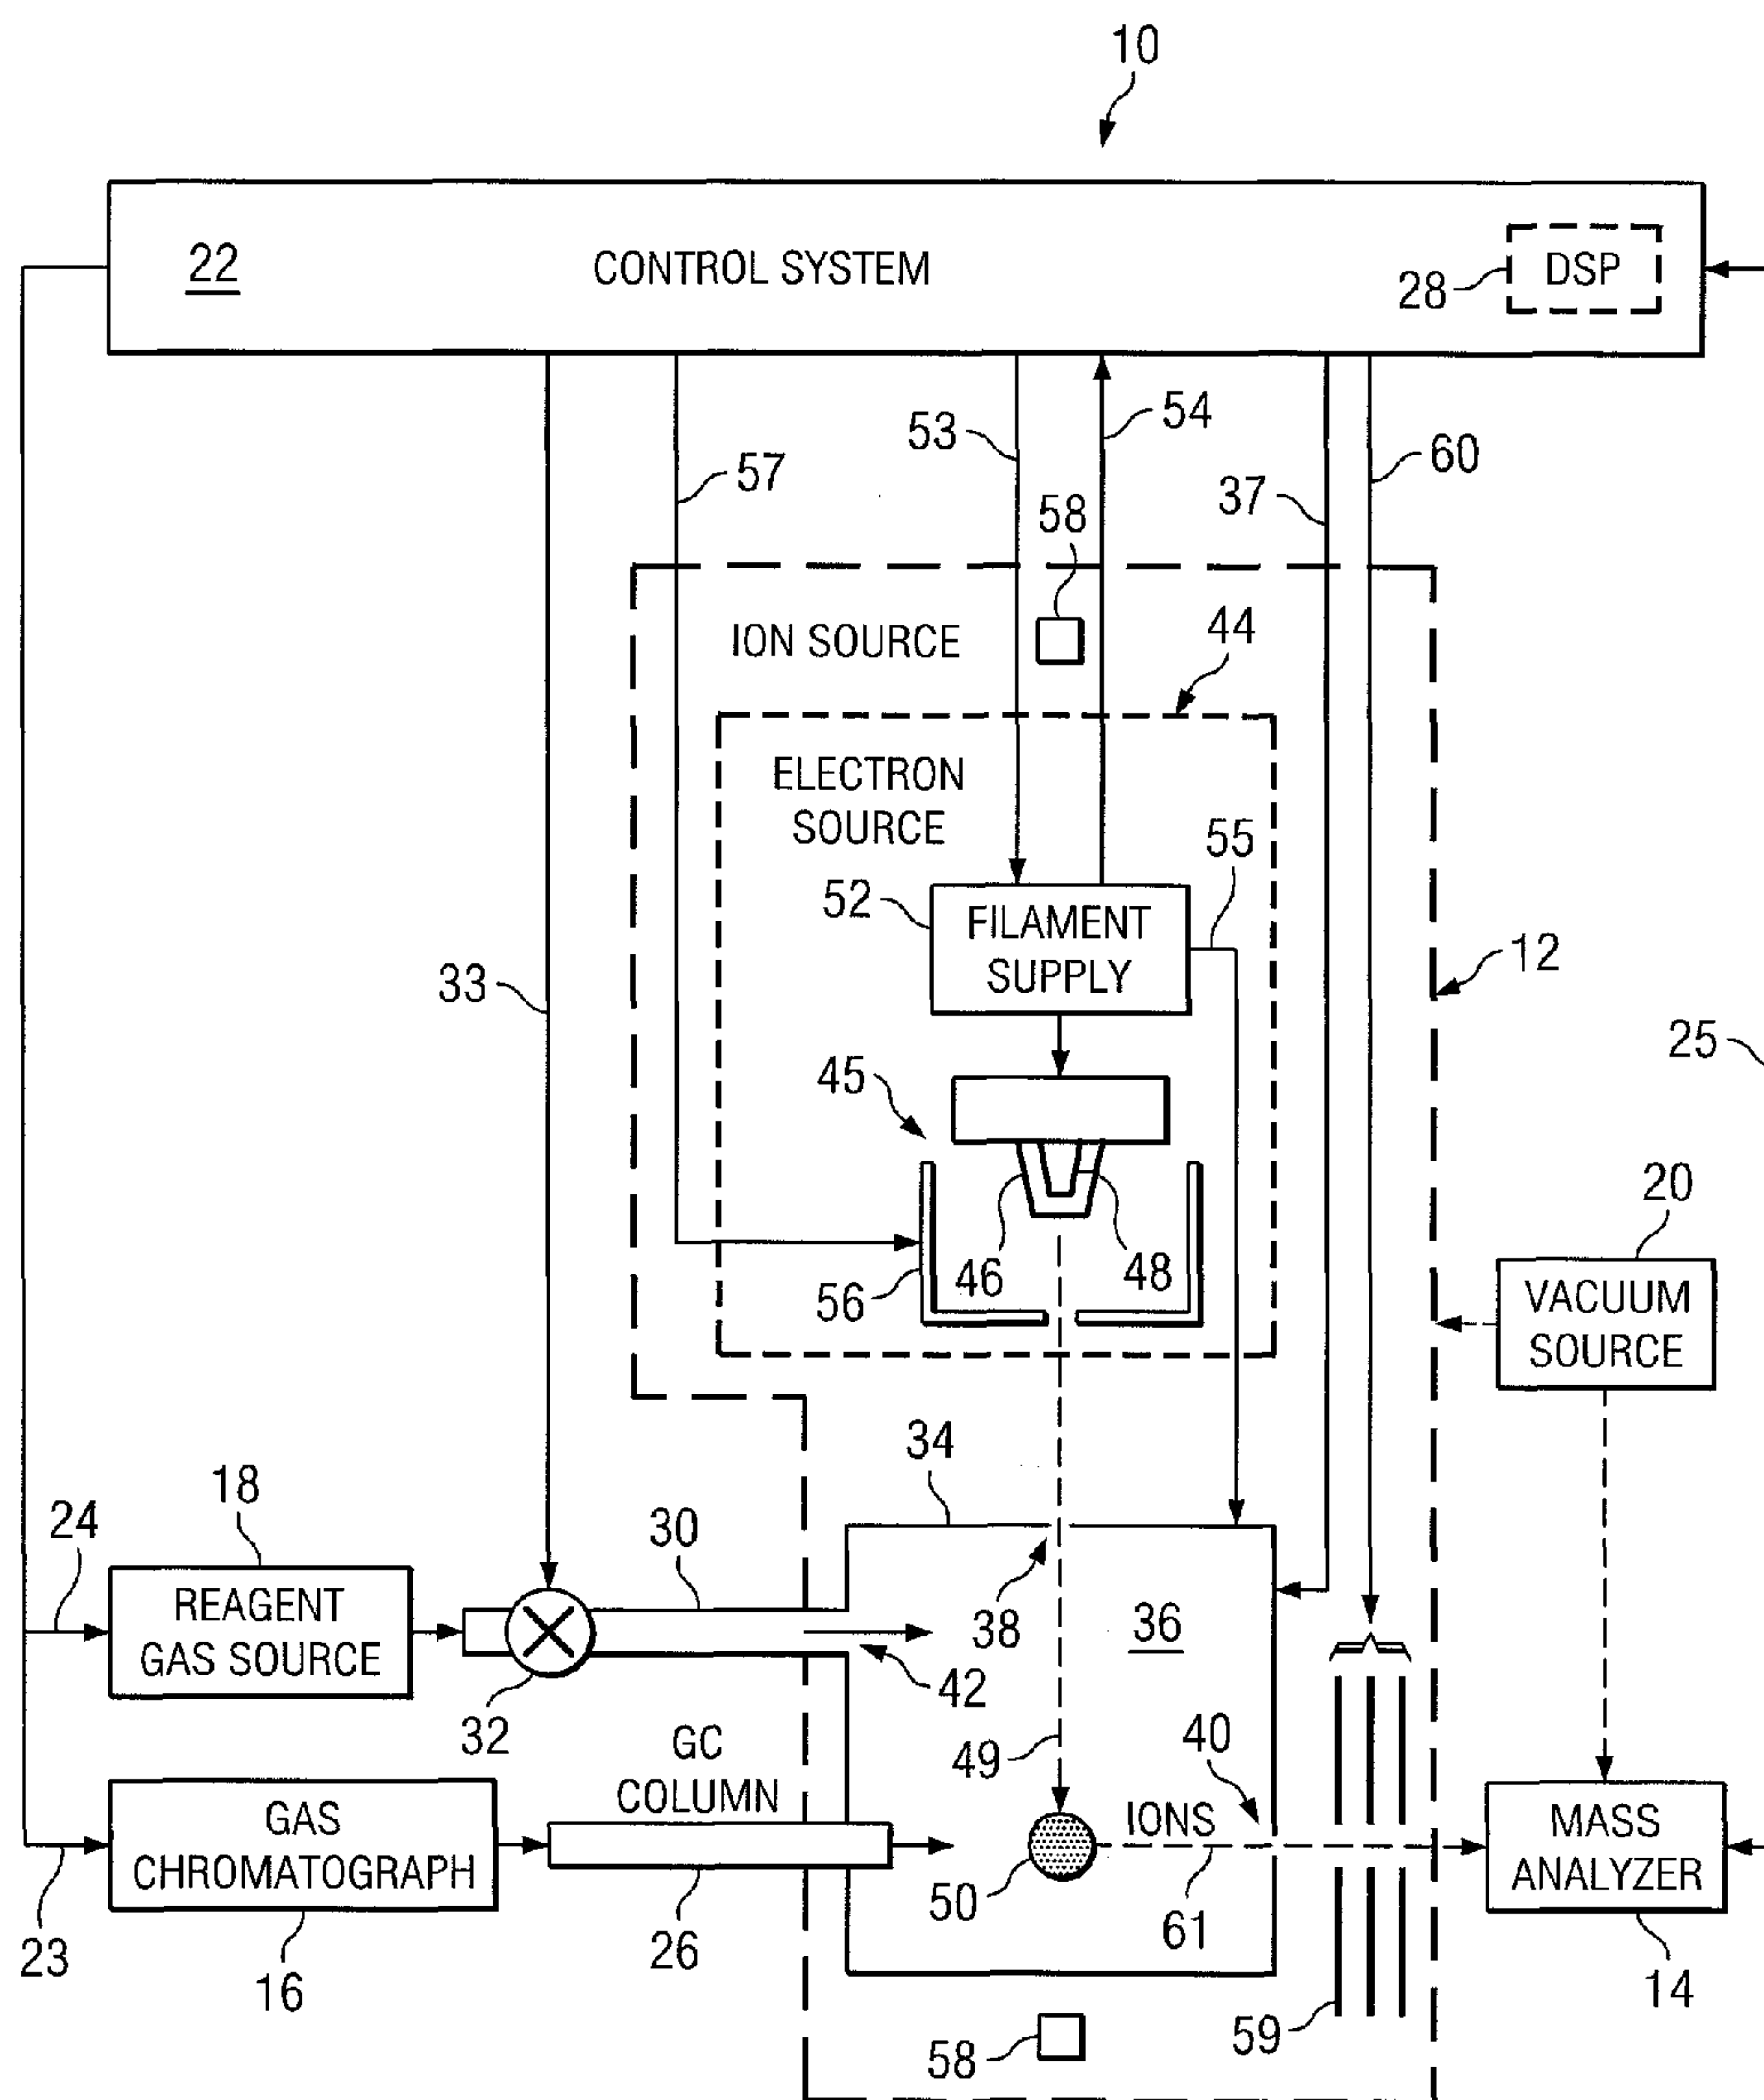 10
22
CONTROL SYSTEM
28
DSP
53
54
57
60
37
58
ION SOURCE
44
ELECTRON
SOURCE
55
52
FILAMENT
SUPPLY
33
12
25
45
20
46
48
56
VACUUM
SOURCE
34
18
24
30
REAGENT
GAS SOURCE
38
36
42
32
GC
COLUMN
49
40
GAS
CHROMATOGRAPH
IONS
MASS
ANALYZER
50
61
23
26
16
14
59
58